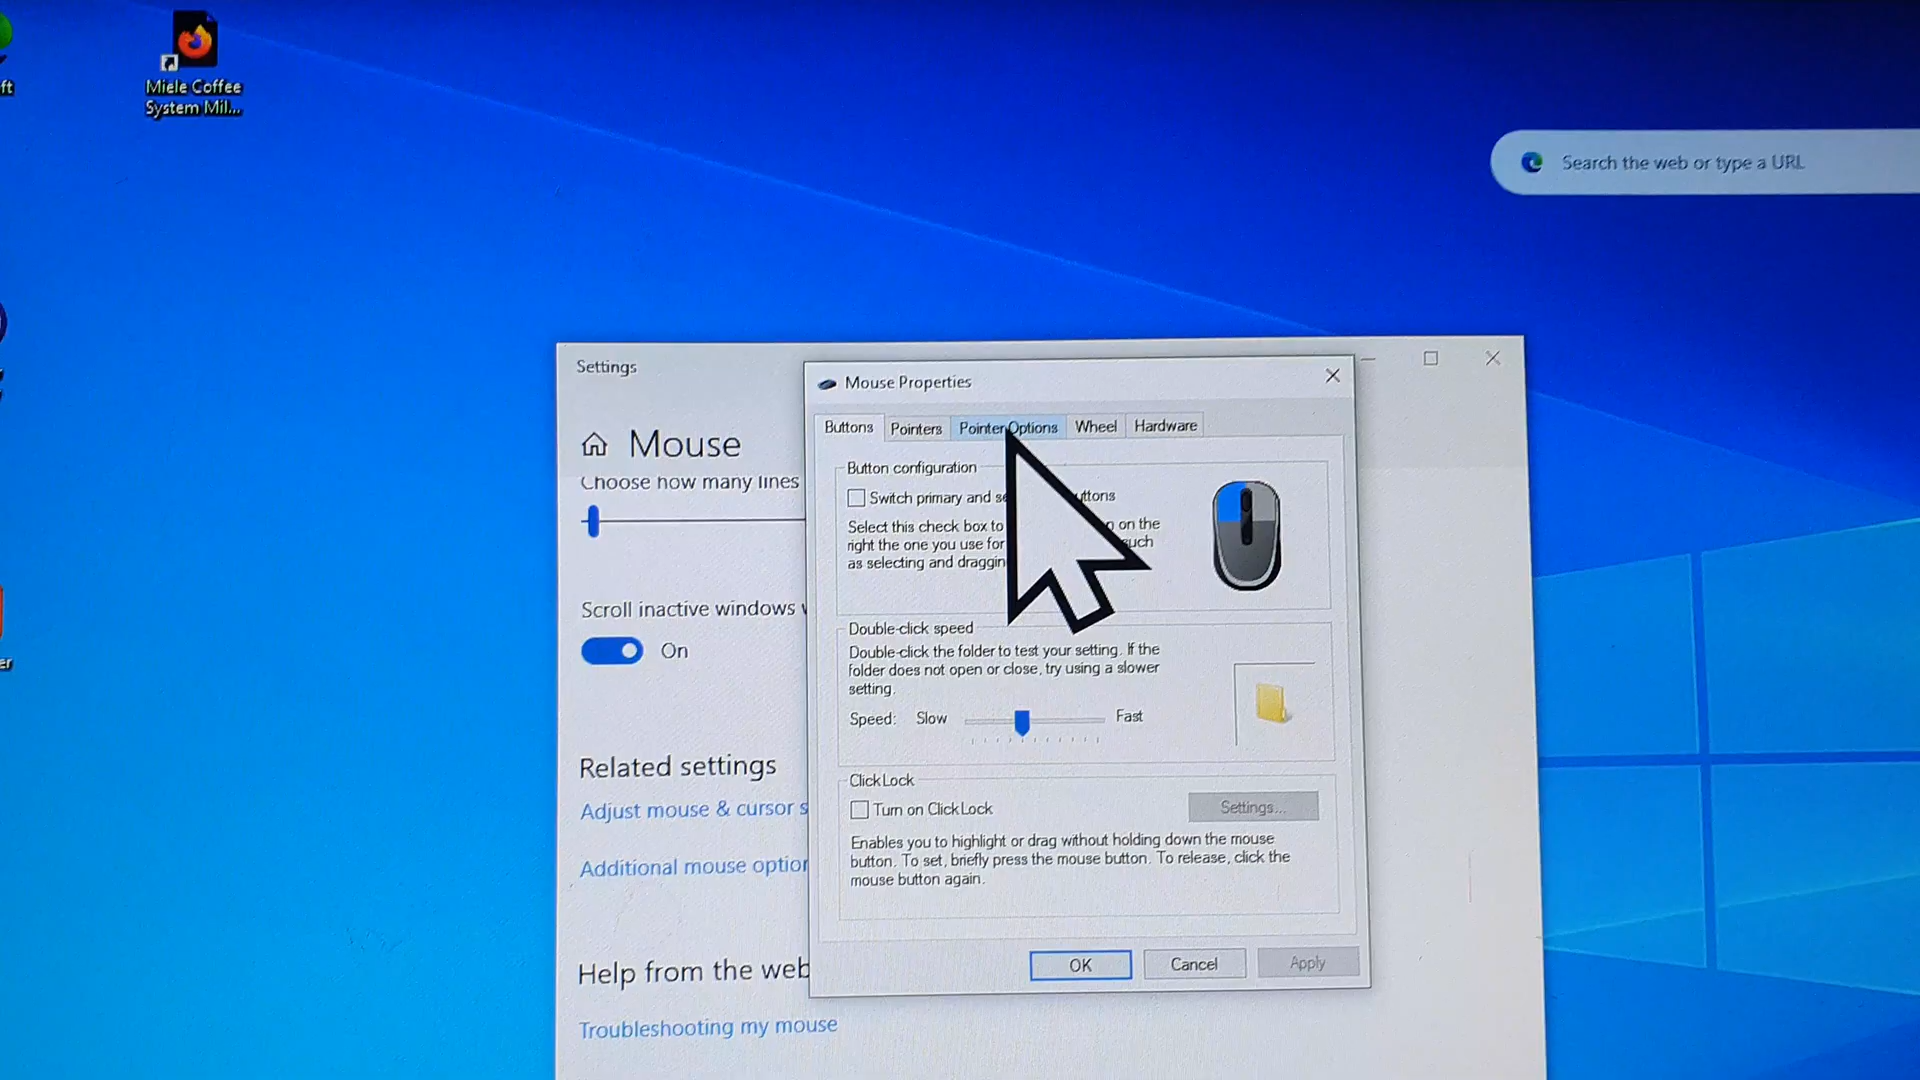 ft
Miele Coffee
System Mil...
Search the web or type a URL
er
Settings
Mouse
Choose how many lines
Scroll inactive windows
On
Related settings
Adjust mouse & cursor s
Additional mouse option
Help from the web
Troubleshooting my mouse
Mouse Properties
Buttons
Pointers
Pointer Options
Wheel
Hardware
Button configuration
Switch primary and se uttons
Select this check box to on the
right the one you use for such
as selecting and draggin
Double-click speed
Double-click the folder to test your setting. If the
folder does not open or close, try using a slower
setting.
Speed: Slow Fast
ClickLock
Turn on ClickLock
Settings...
Enables you to highlight or drag without holding down the mouse
button. To set, briefly press the mouse button. To release, click the
mouse button again.
OK
Cancel
Apply